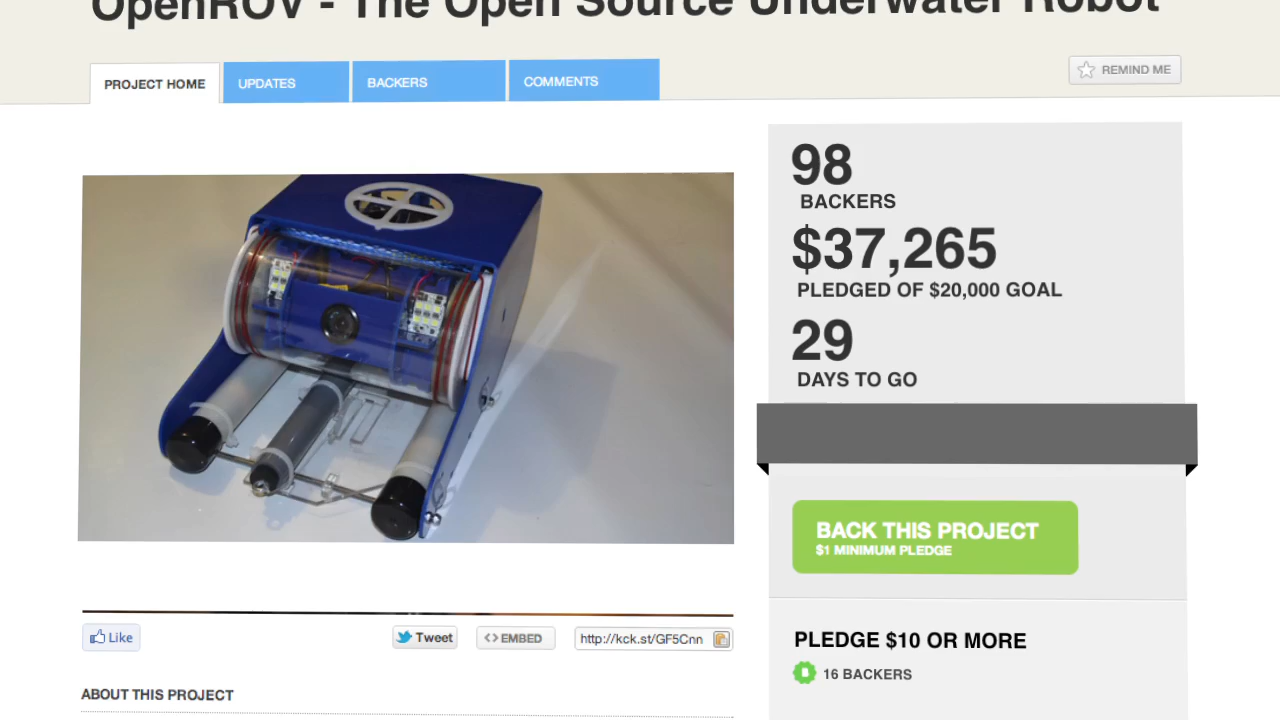 OpenROV - The Open Source Underwater Robot
PROJECT HOME
UPDATES
BACKERS
COMMENTS
REMIND ME
98
BACKERS
$37,265
PLEDGED OF $20,000 GOAL
29
DAYS TO GO
BACK THIS PROJECT
$1 MINIMUM PLEDGE
PLEDGE $10 OR MORE
16 BACKERS
Like
Tweet
<> EMBED
http://kck.st/GF5Cnn
ABOUT THIS PROJECT